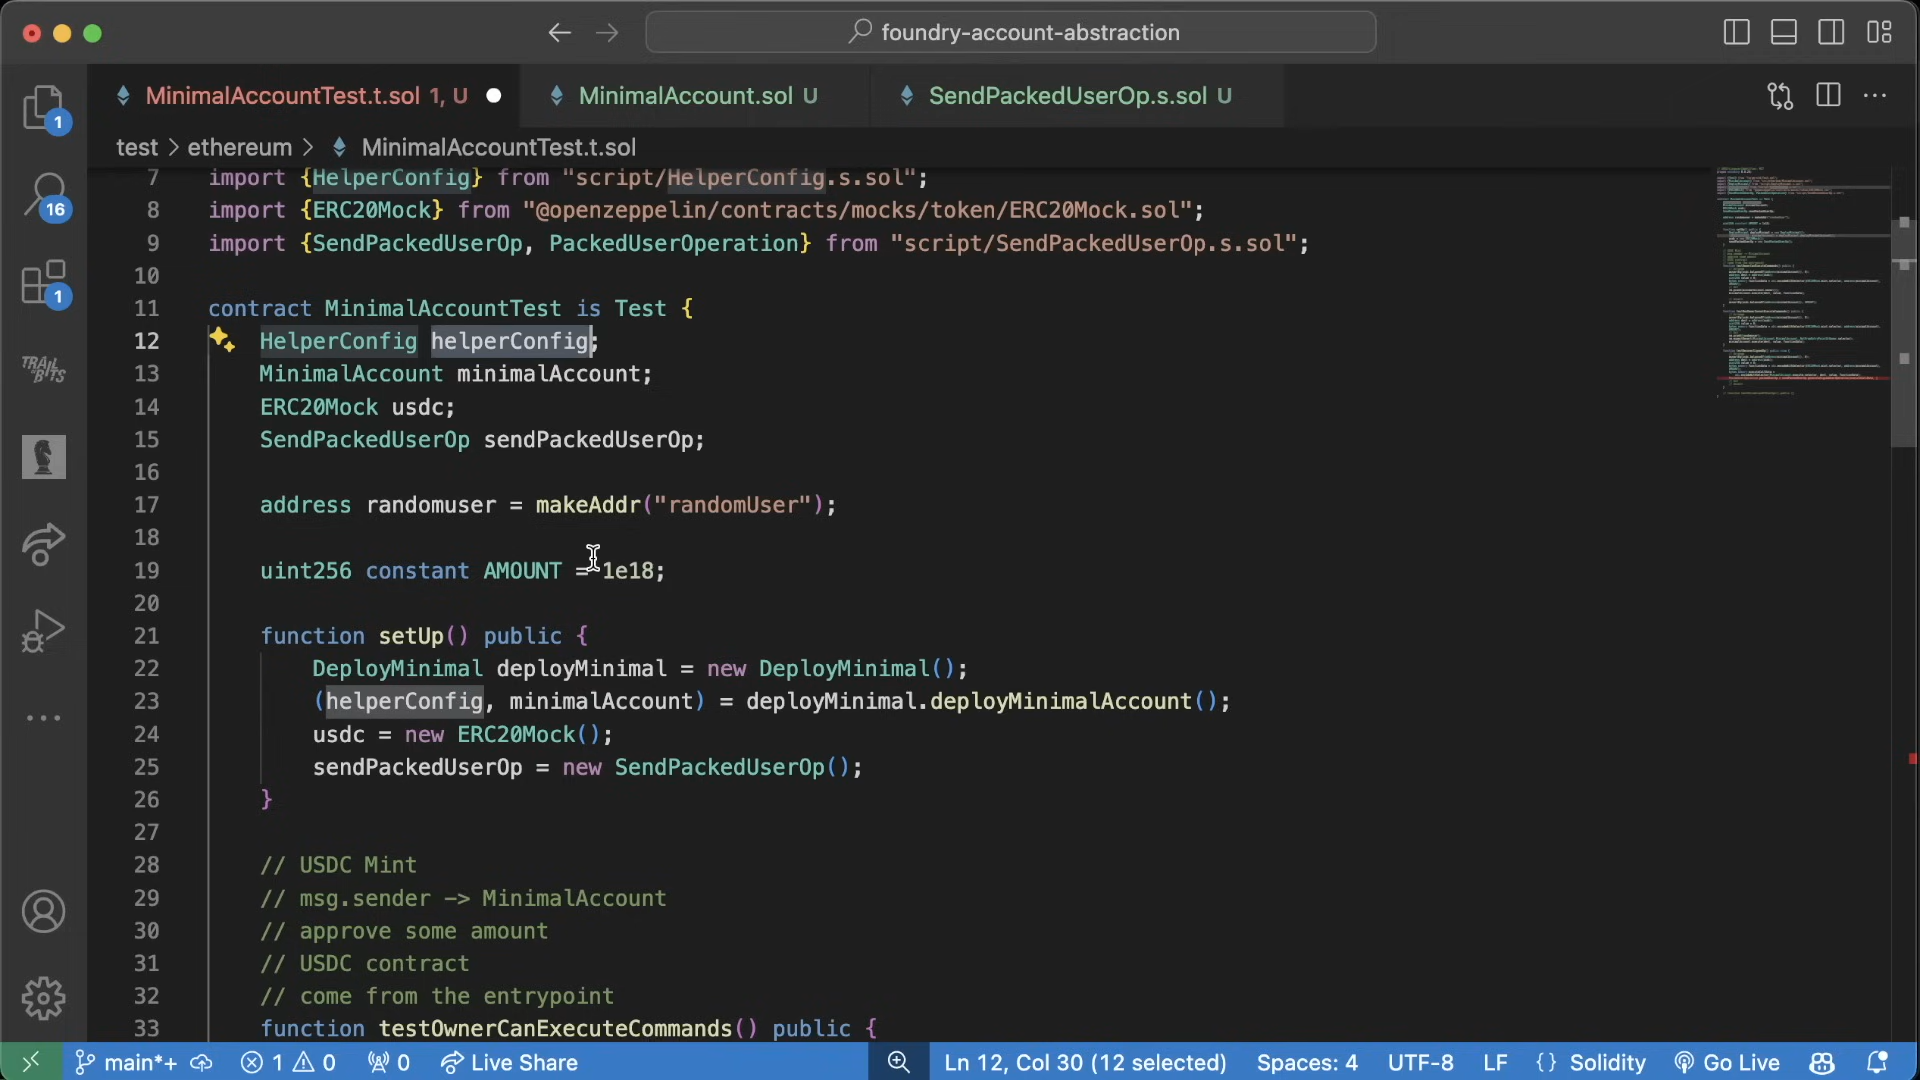 foundry-account-abstraction
MinimalAccountTest.t.sol 1, U
MinimalAccount.sol U
SendPackedUserOp.s.sol U
test > ethereum > MinimalAccountTest.t.sol
1
16
1
TRAIL OF BITS
7 import {HelperConfig} from "script/HelperConfig.s.sol";
8 import {ERC20Mock} from "@openzeppelin/contracts/mocks/token/ERC20Mock.sol";
9 import {SendPackedUserOp, PackedUserOperation} from "script/SendPackedUserOp.s.sol";
10
11 contract MinimalAccountTest is Test {
12 HelperConfig helperConfig;
13 MinimalAccount minimalAccount;
14 ERC20Mock usdc;
15 SendPackedUserOp sendPackedUserOp;
16
17 address randomuser = makeAddr("randomUser");
18
19 uint256 constant AMOUNT = 1e18;
20
21 function setUp() public {
22 DeployMinimal deployMinimal = new DeployMinimal();
23 (helperConfig, minimalAccount) = deployMinimal.deployMinimalAccount();
24 usdc = new ERC20Mock();
25 sendPackedUserOp = new SendPackedUserOp();
26 }
27
28 // USDC Mint
29 // msg.sender -> MinimalAccount
30 // approve some amount
31 // USDC contract
32 // come from the entrypoint
33 function testOwnerCanExecuteCommands() public {
main*+ 1 0 0 Live Share Ln 12, Col 30 (12 selected) Spaces: 4 UTF-8 LF {} Solidity Go Live